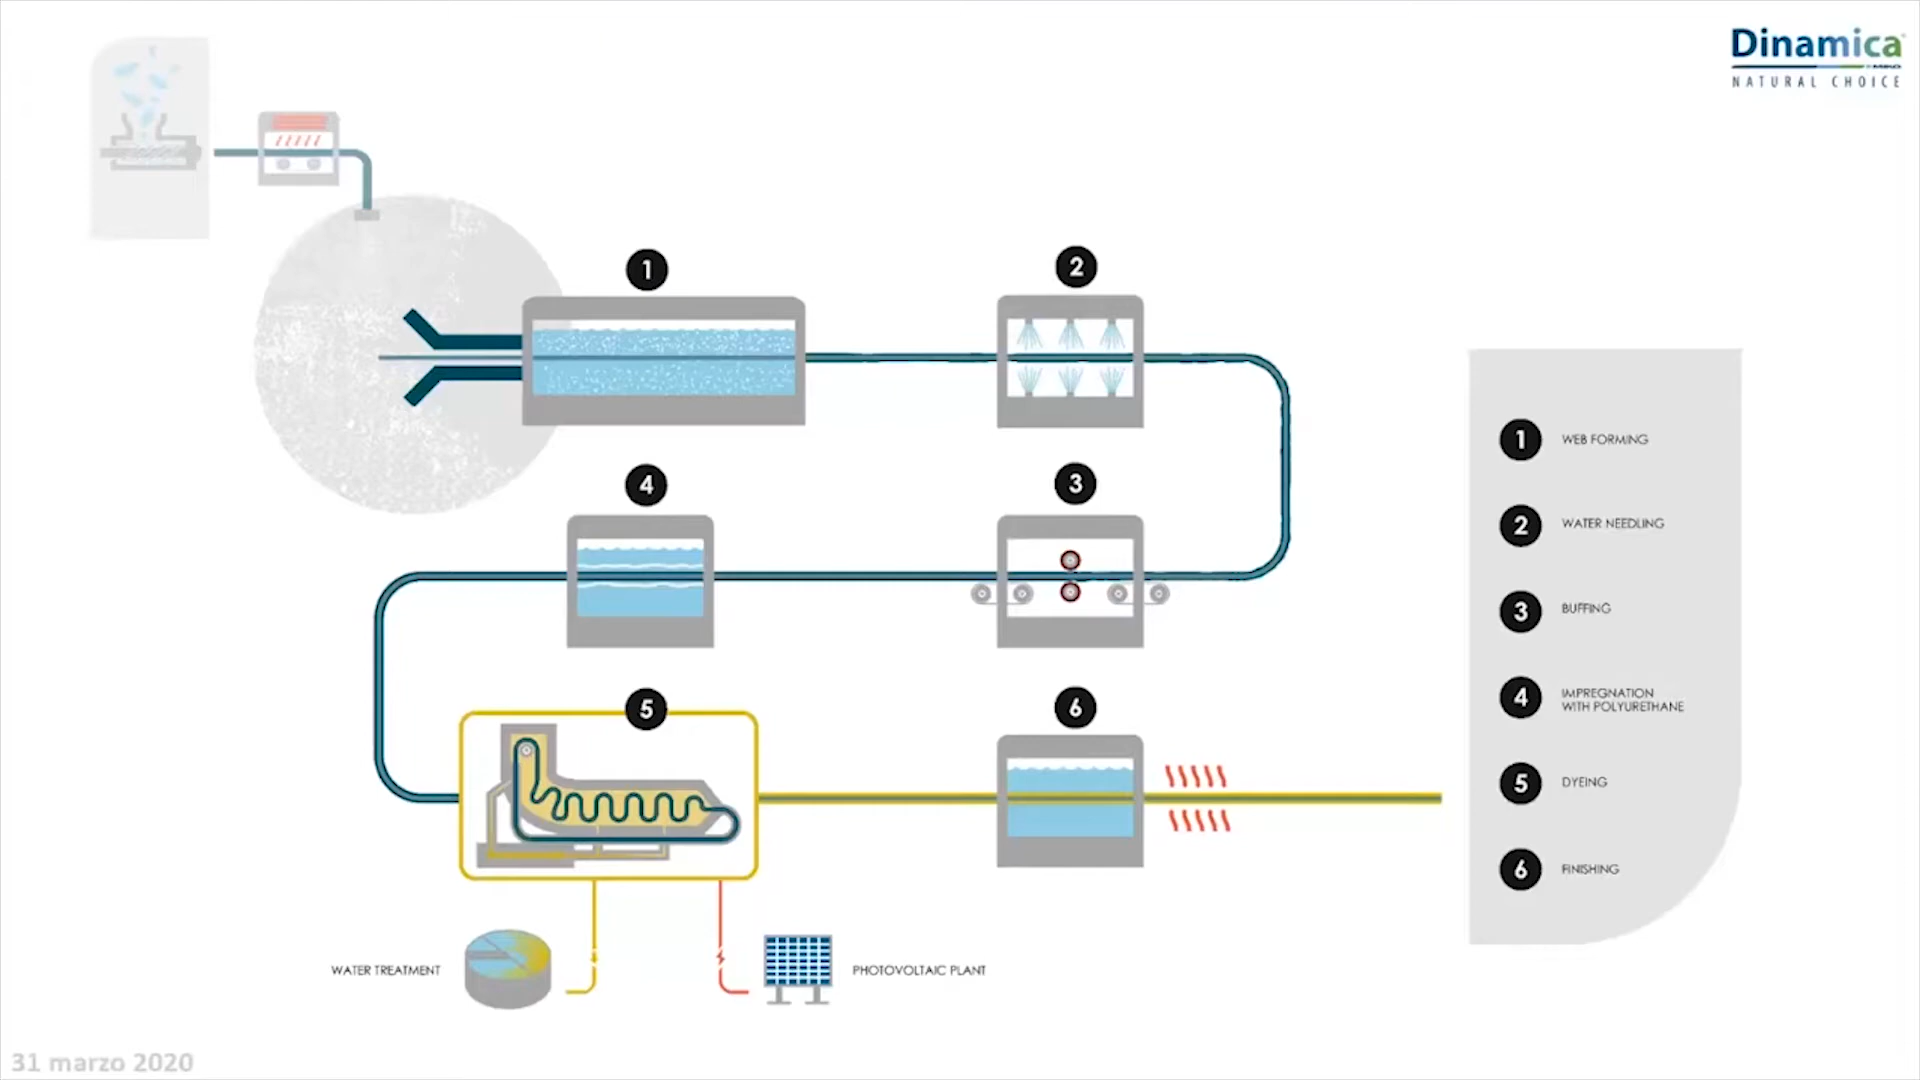 Dinamica
NATURAL CHOICE
1
2
4
3
5
6
1 WEB FORMING
2 WATER NEEDLING
3 BUFFING
4 IMPREGNATION
WITH POLYURETHANE
5 DYEING
6 FINISHING
WATER TREATMENT
PHOTOVOLTAIC PLANT
31 marzo 2020